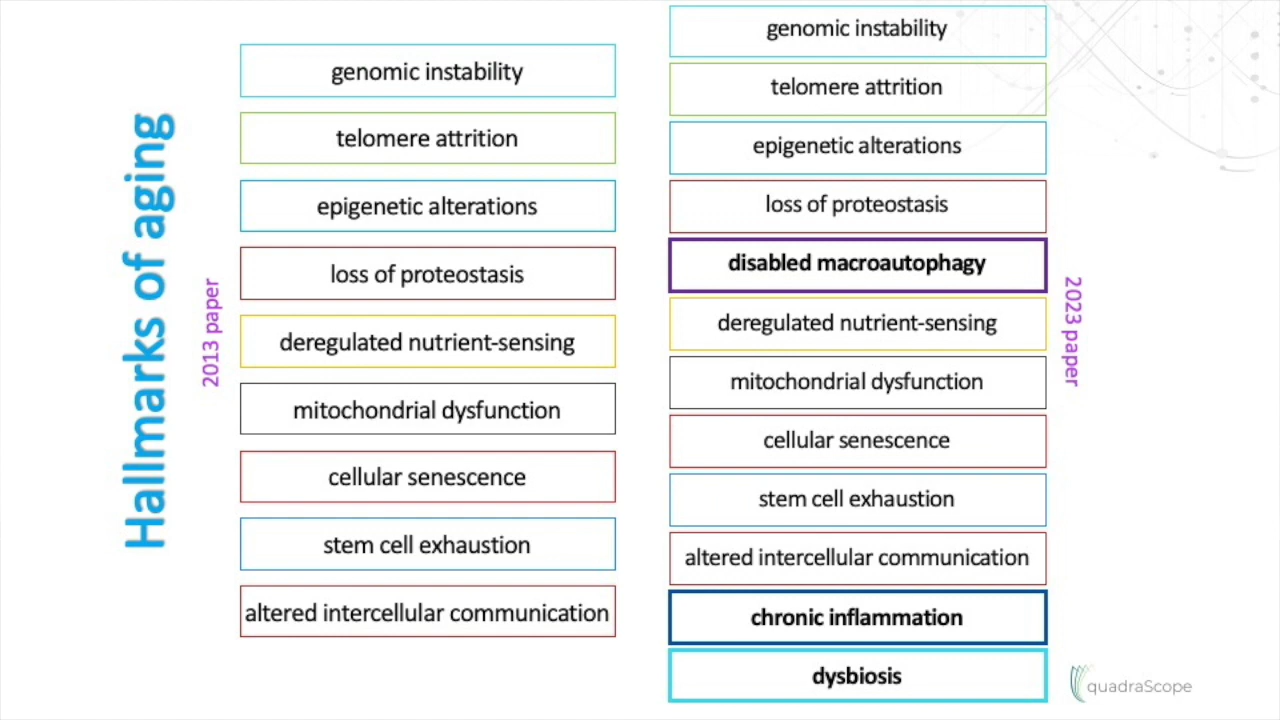 Hallmarks of aging
2013 paper
genomic instability
telomere attrition
epigenetic alterations
loss of proteostasis
deregulated nutrient-sensing
mitochondrial dysfunction
cellular senescence
stem cell exhaustion
altered intercellular communication
genomic instability
telomere attrition
epigenetic alterations
loss of proteostasis
disabled macroautophagy
deregulated nutrient-sensing
mitochondrial dysfunction
cellular senescence
stem cell exhaustion
altered intercellular communication
chronic inflammation
dysbiosis
2023 paper
quadraScope